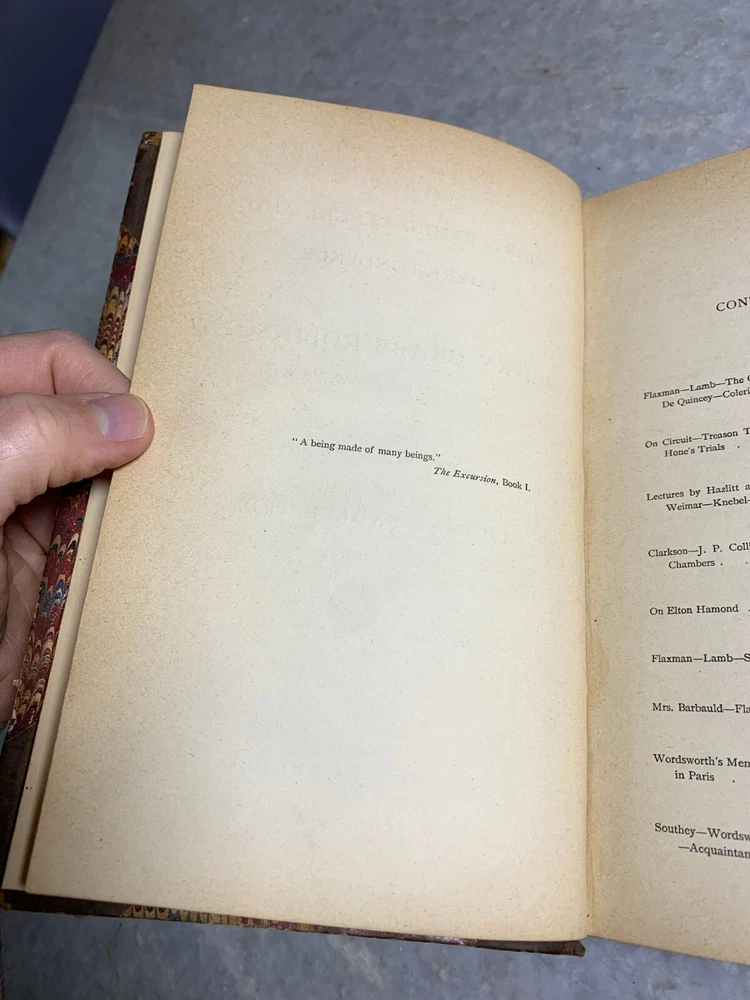 "A being made of many beings."
The Excursion, Book I.
CON
Flaxman—Lamb—The
De Quincey—Coleri
On Circuit—Treason T
Hone's Trials .
Lectures by Hazlitt a
Weimar—Knebel—
Clarkson—J. P. Coll
Chambers . .
On Elton Hamond .
Flaxman—Lamb—S
Mrs. Barbauld—Fla
Wordsworth's Mem
in Paris .
Southey—Wordsw
—Acquaintan